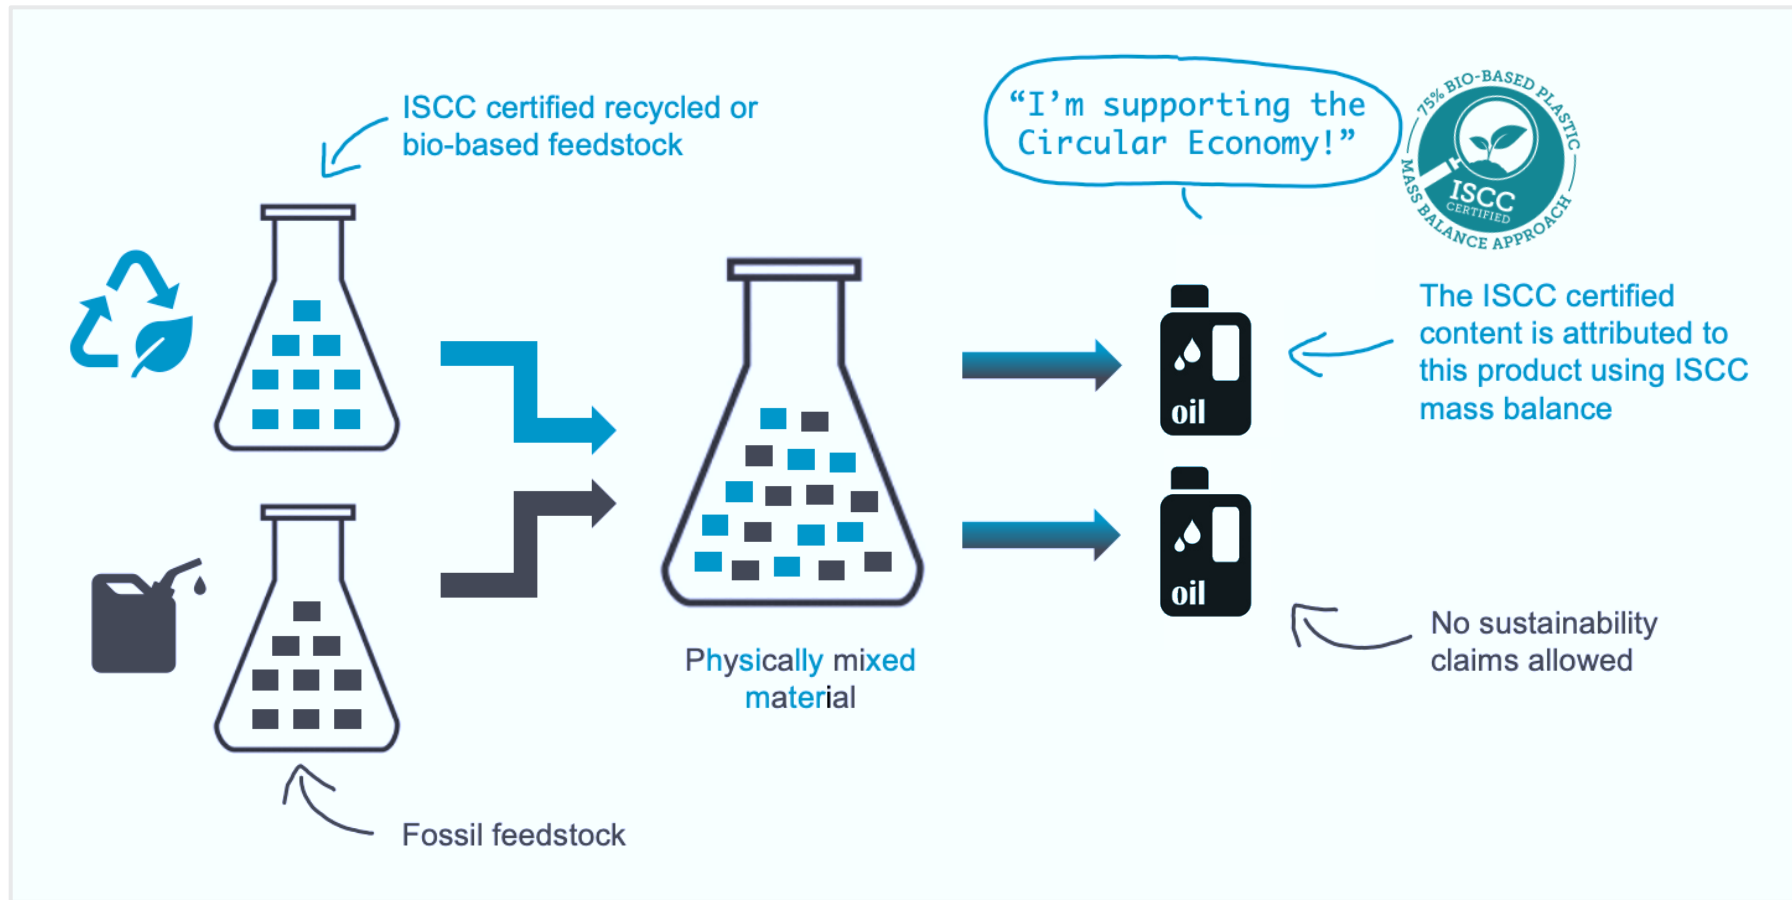 ISCC certified recycled or
bio-based feedstock
“I’m supporting the
Circular Economy!”
75% BIO-BASED PLASTIC
ISCC
CERTIFIED
MASS BALANCE APPROACH
The ISCC certified
content is attributed to
this product using ISCC
mass balance
oil
oil
Physically mixed
material
No sustainability
claims allowed
Fossil feedstock